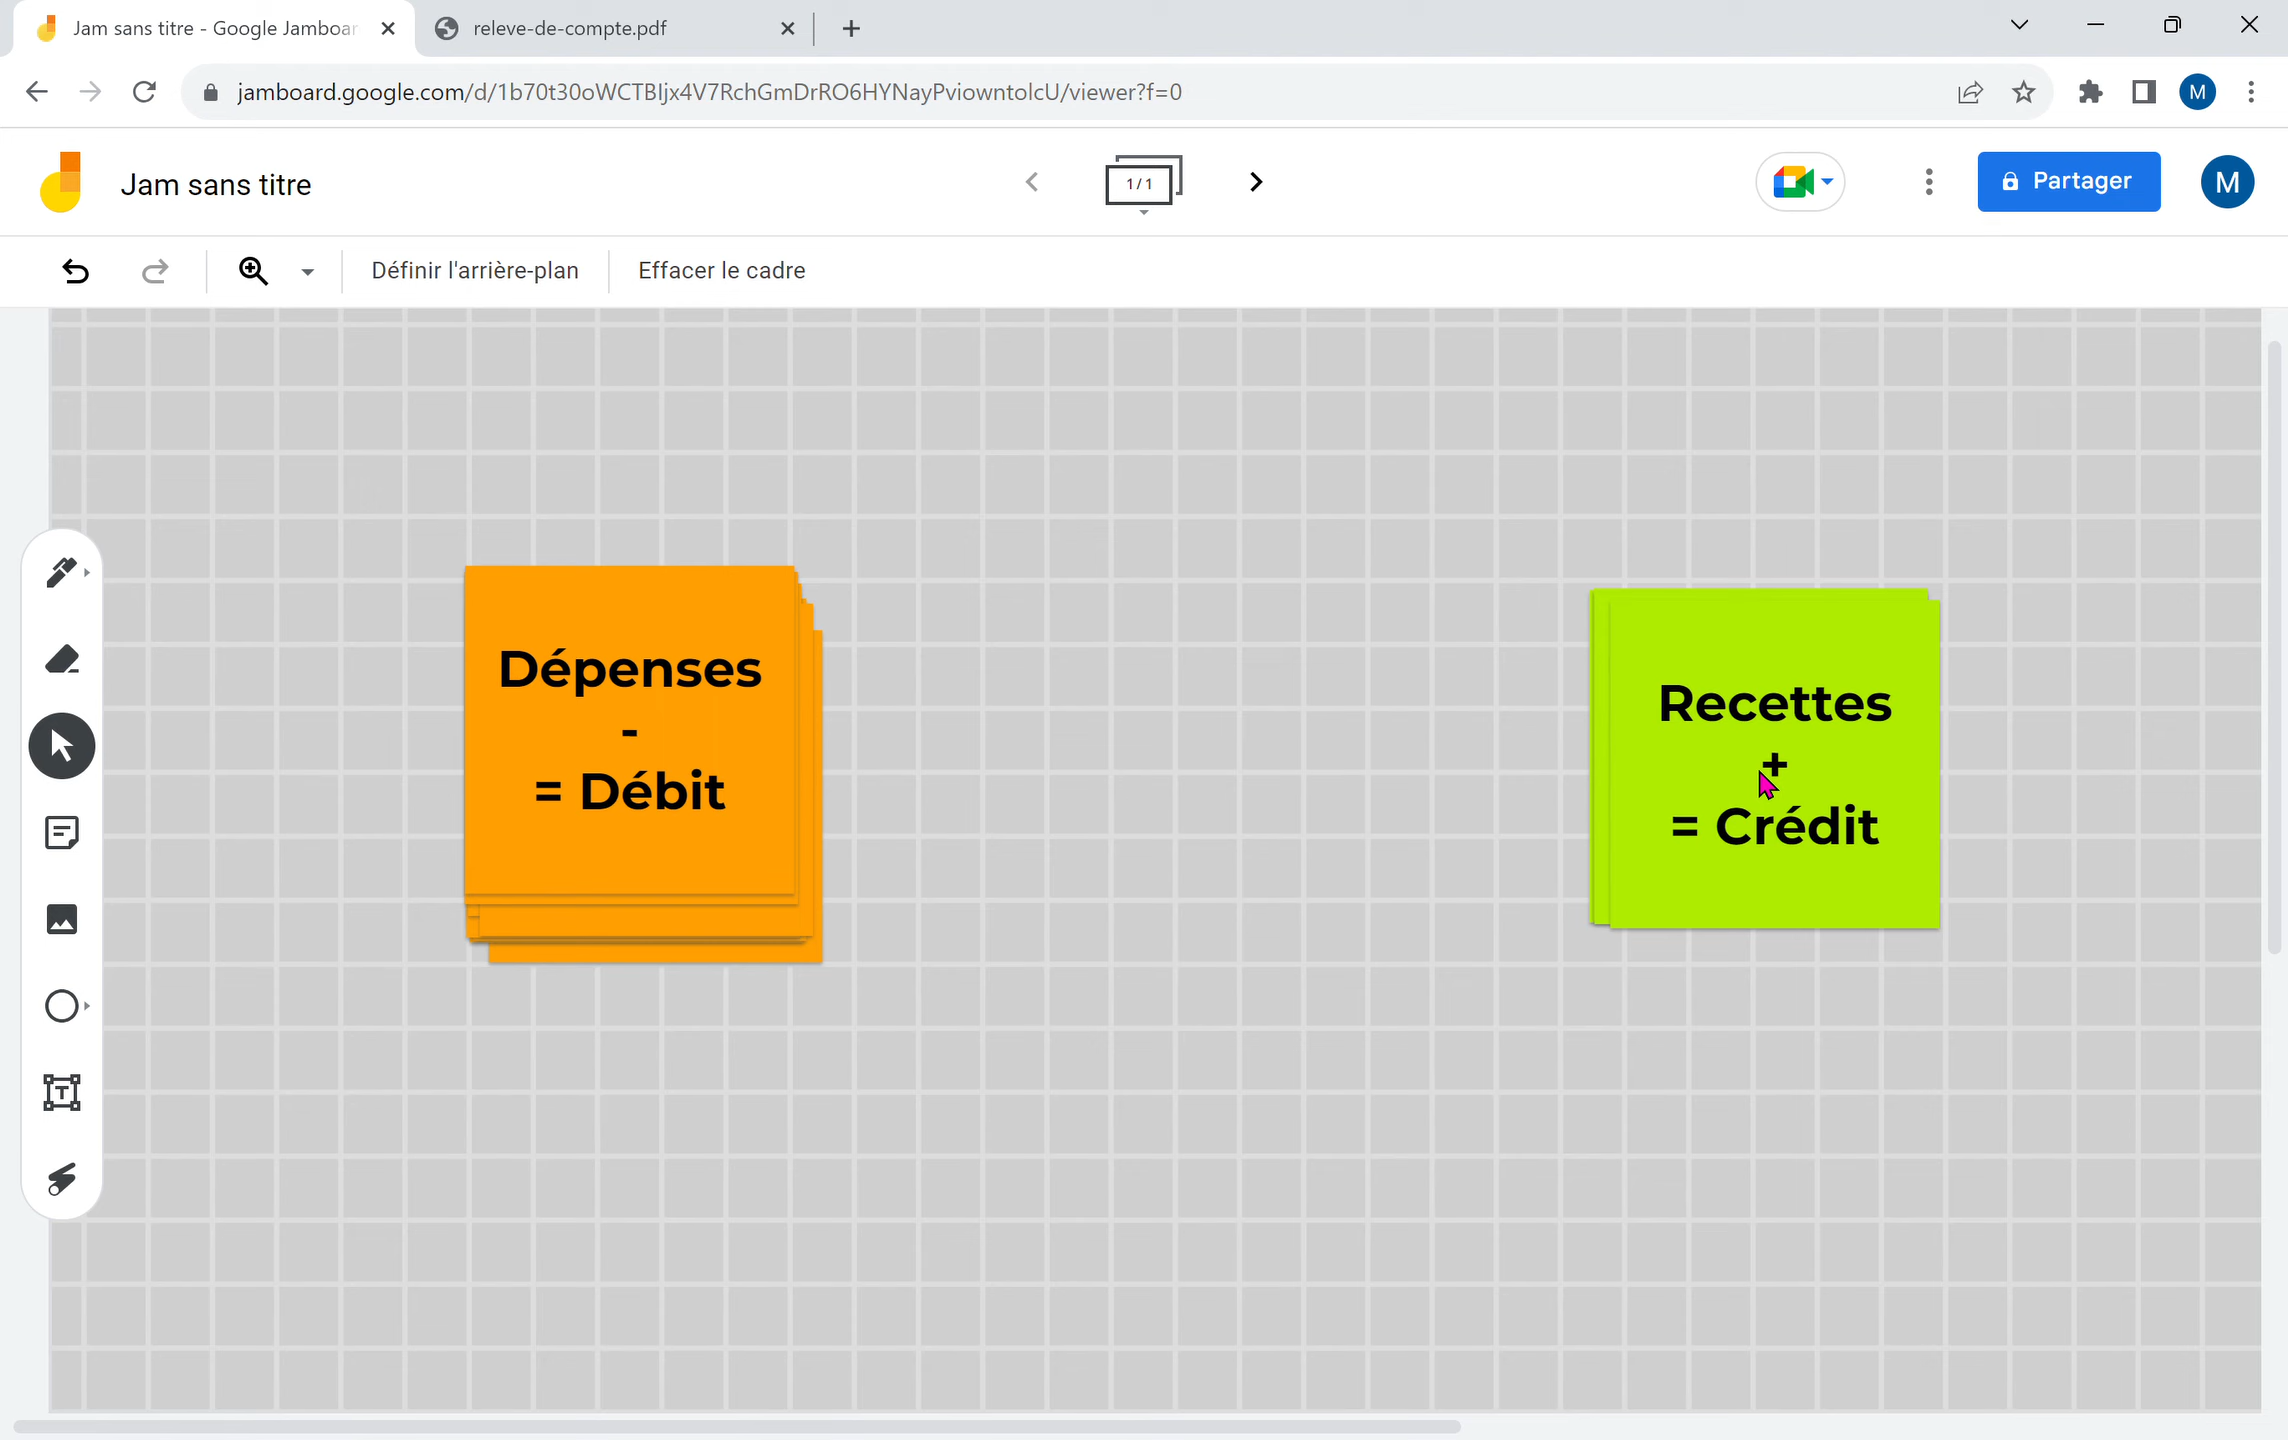 Jam sans titre - Google Jamboar
releve-de-compte.pdf
jamboard.google.com/d/1b70t30oWCTBIjx4V7RchGmDrRO6HYNayPviowntolcU/viewer?f=0
M
Jam sans titre
1/1
Partager
M
Définir l'arrière-plan
Effacer le cadre
Dépenses
-
= Débit
Recettes
+
= Crédit
T